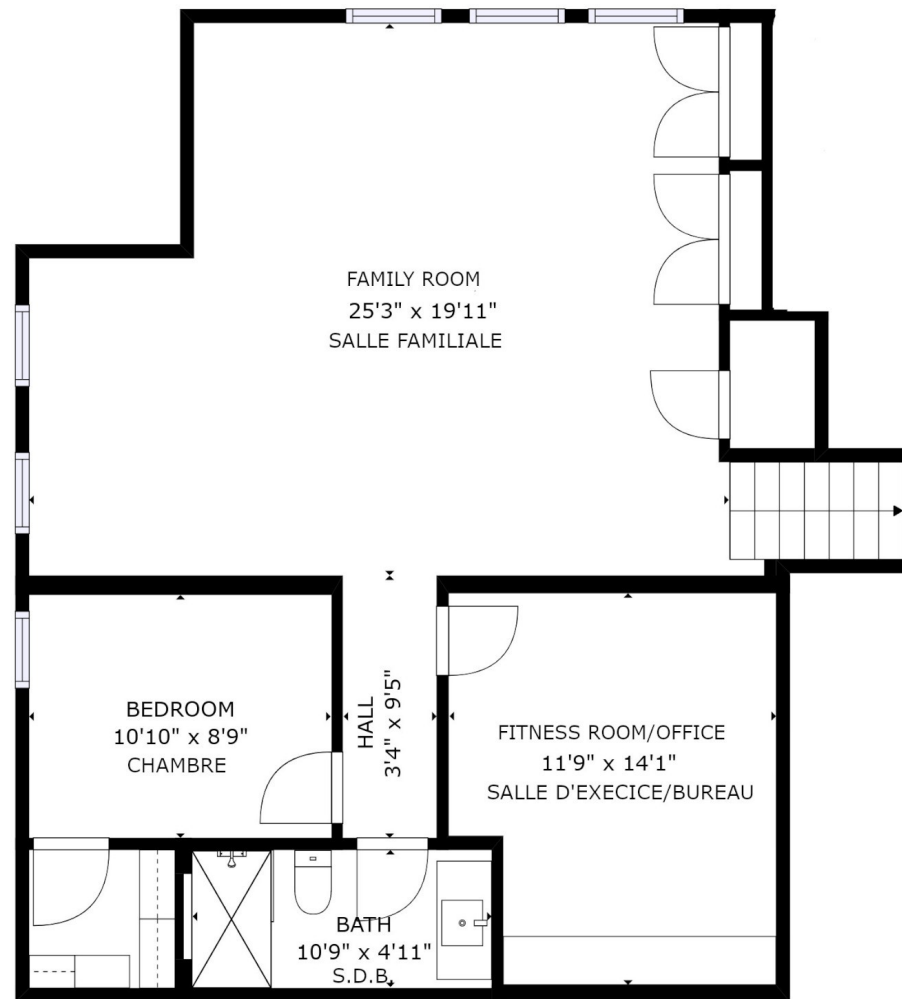 FAMILY ROOM
25'3" x 19'11"
SALLE FAMILIALE
BEDROOM
10'10" x 8'9"
CHAMBRE
HALL
3'4" x 9'5"
FITNESS ROOM/OFFICE
11'9" x 14'1"
SALLE D'EXECICE/BUREAU
BATH
10'9" x 4'11"
S.D.B.